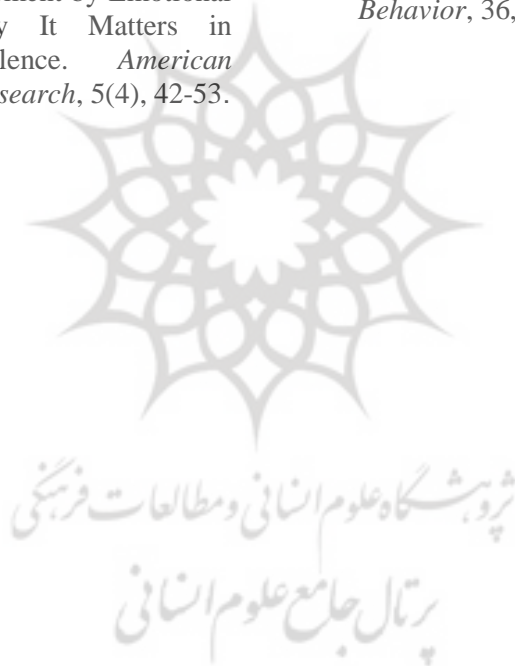 ment by Emotional
It Matters in
lence. American
search, 5(4), 42-53.
Behavior, 36,
پژوهشگاه علوم انسانی و مطالعات فرهنگی
پرتال جامع علوم انسانی